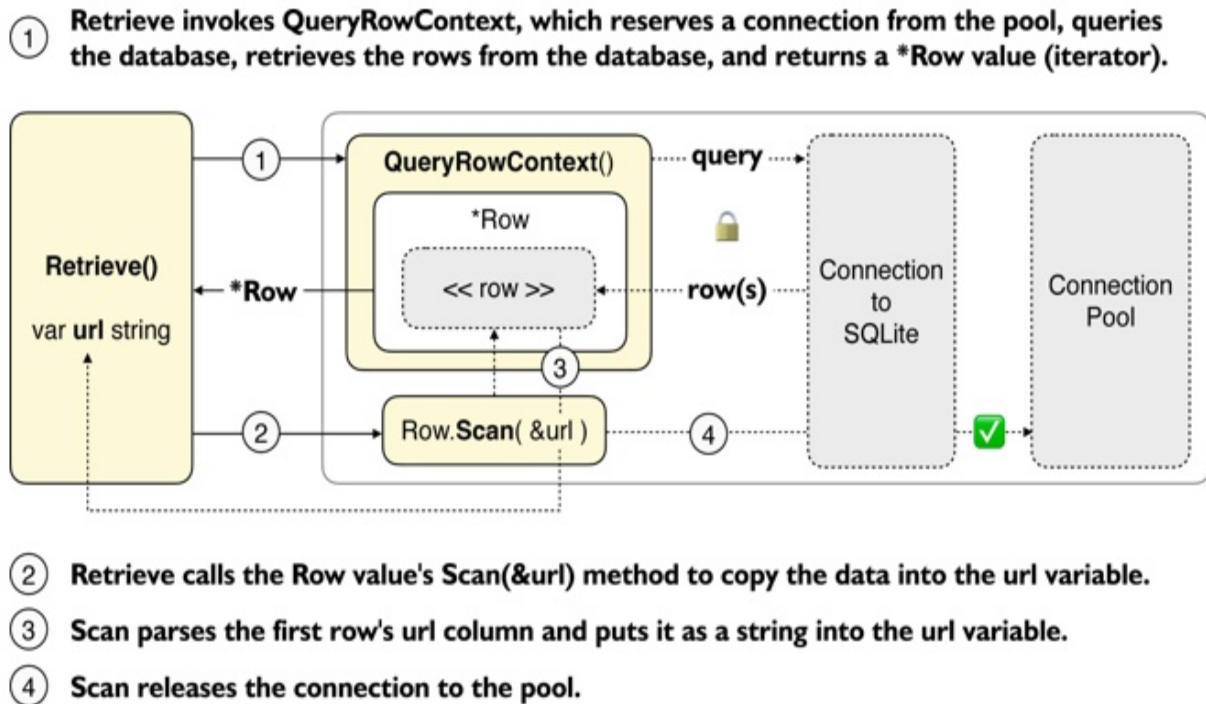 1 Retrieve invokes QueryRowContext, which reserves a connection from the pool, queries
the database, retrieves the rows from the database, and returns a *Row value (iterator).
1
QueryRowContext()
query
*Row
Retrieve()
*Row
<< row >>
row(s)
Connection
to
SQLite
Connection
Pool
var url string
3
2
Row.Scan( &url )
4
2 Retrieve calls the Row value's Scan(&url) method to copy the data into the url variable.
3 Scan parses the first row's url column and puts it as a string into the url variable.
4 Scan releases the connection to the pool.